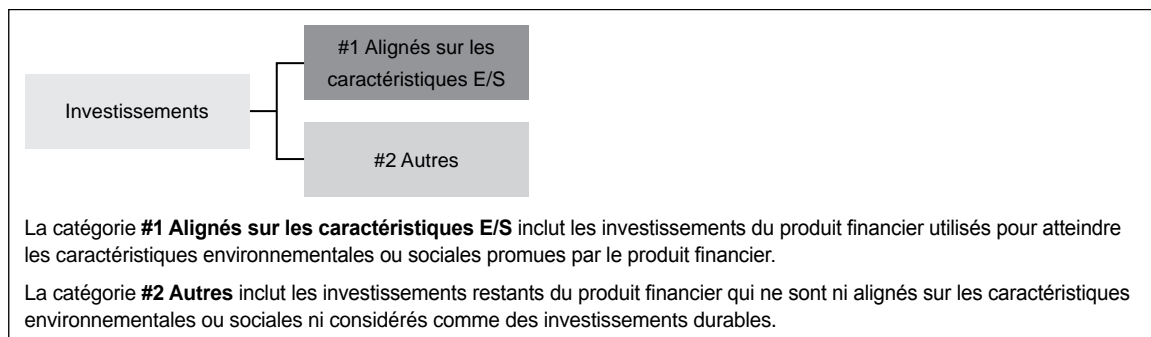 #1 Alignés sur les
caractéristiques E/S
Investissements
#2 Autres
La catégorie #1 Alignés sur les caractéristiques E/S inclut les investissements du produit financier utilisés pour atteindre
les caractéristiques environnementales ou sociales promues par le produit financier.
La catégorie #2 Autres inclut les investissements restants du produit financier qui ne sont ni alignés sur les caractéristiques
environnementales ou sociales ni considérés comme des investissements durables.